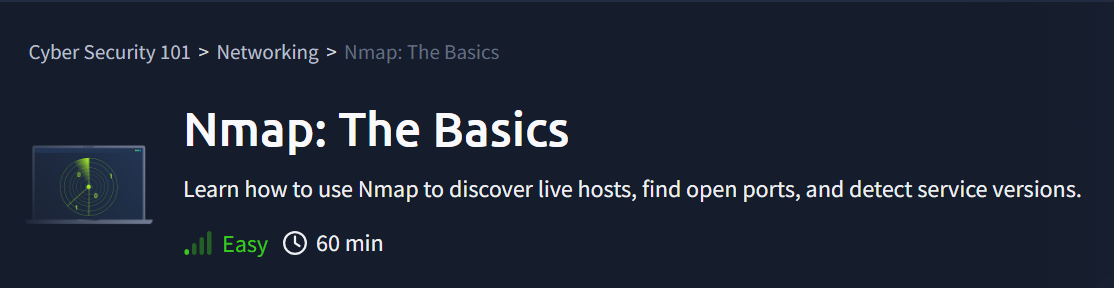 Cyber Security 101 > Networking > Nmap: The Basics
Nmap: The Basics
Learn how to use Nmap to discover live hosts, find open ports, and detect service versions.
Easy 60 min